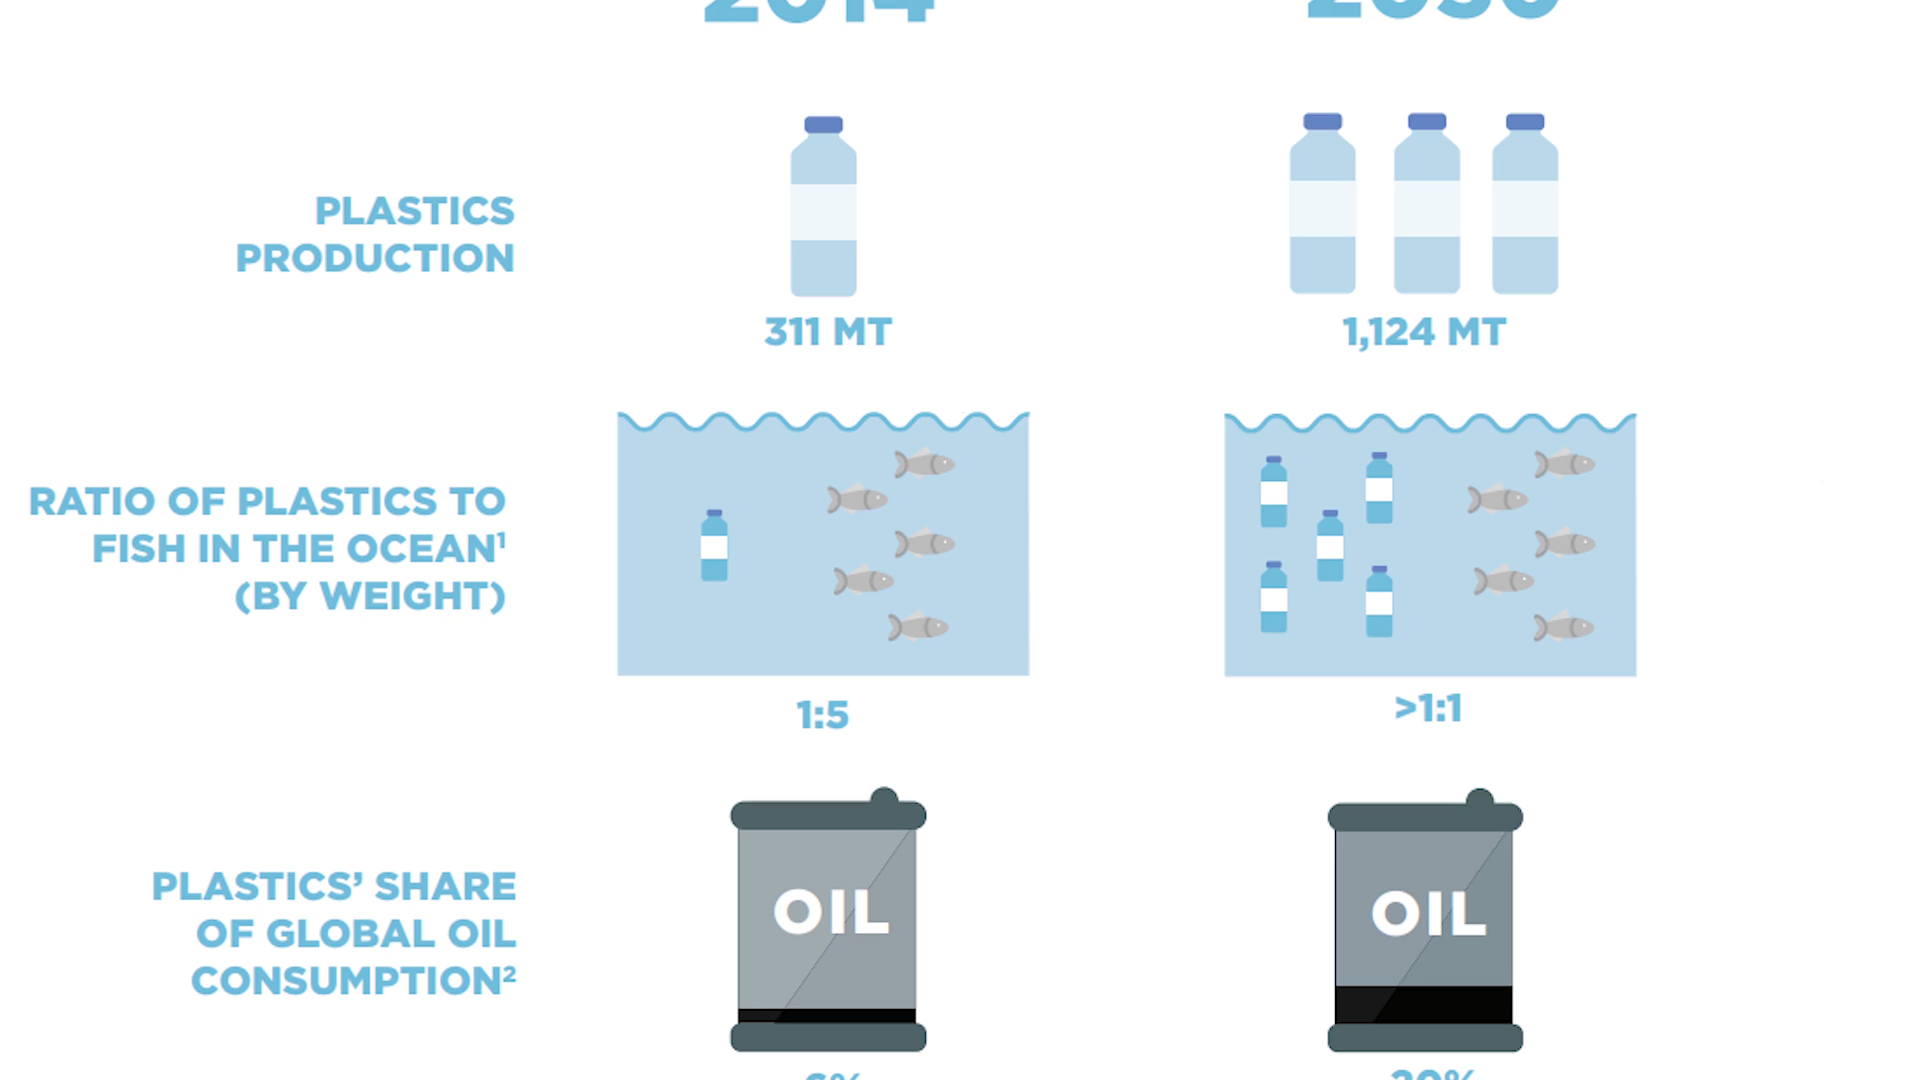 2014
PLASTICS
PRODUCTION
311 MT
1,124 MT
RATIO OF PLASTICS TO
FISH IN THE OCEAN¹
(BY WEIGHT)
1:5
>1:1
PLASTICS’ SHARE
OF GLOBAL OIL
CONSUMPTION²
OIL
OIL